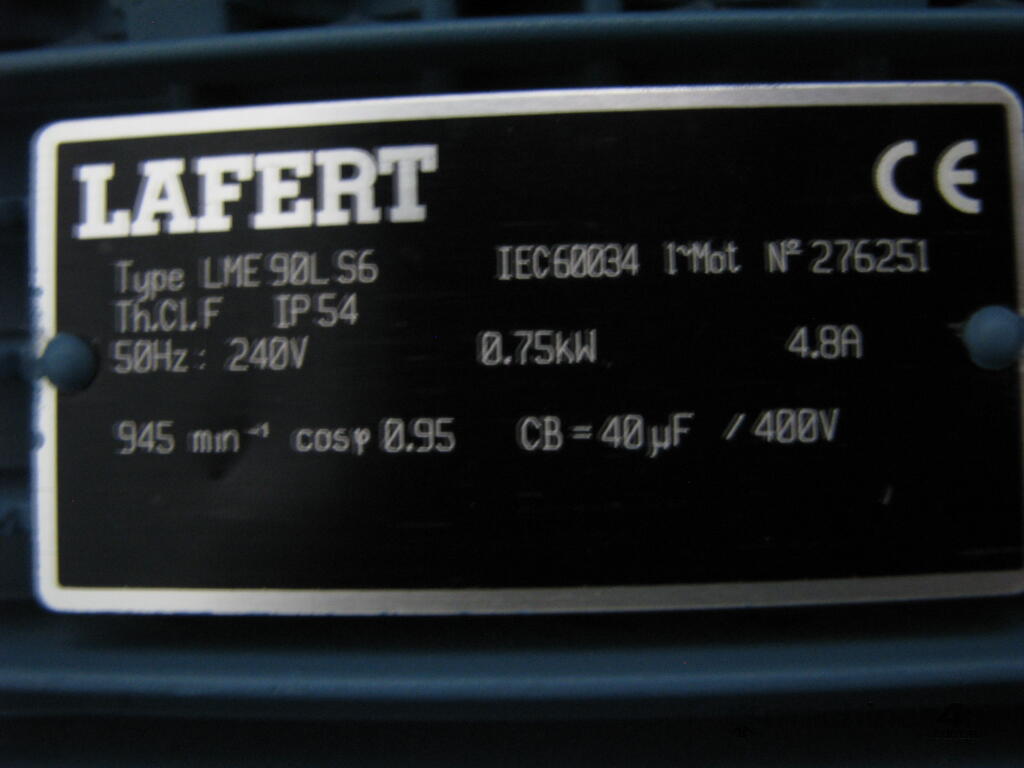 LAFERT
CE
Type LME 90L S6 IEC60034 1~Mot Nº 276251
Th.Cl.F IP54
50Hz: 240V 0.75kW 4.8A
945 min⁻¹ cosφ 0.95 CB = 40µF / 400V